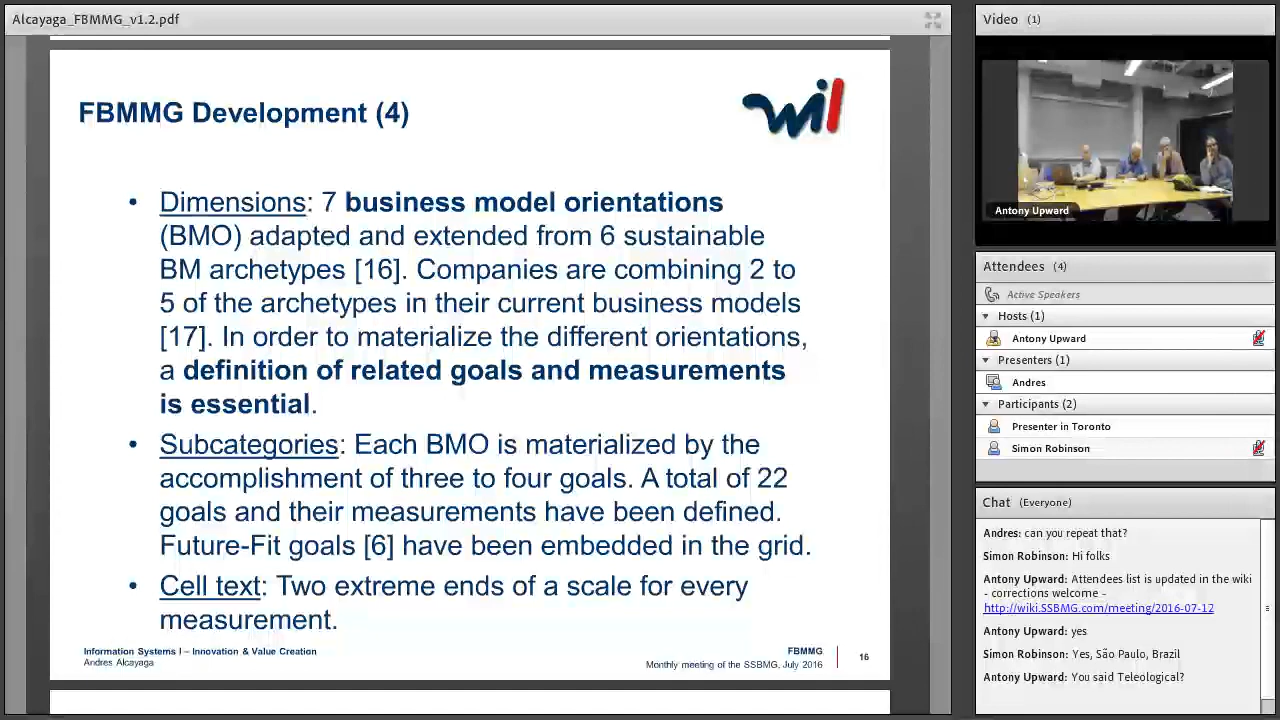 Alcayaga_FBMMG_v1.2.pdf
FBMMG Development (4)
wil
• Dimensions: 7 business model orientations
(BMO) adapted and extended from 6 sustainable
BM archetypes [16]. Companies are combining 2 to
5 of the archetypes in their current business models
[17]. In order to materialize the different orientations,
a definition of related goals and measurements
is essential.
• Subcategories: Each BMO is materialized by the
accomplishment of three to four goals. A total of 22
goals and their measurements have been defined.
Future-Fit goals [6] have been embedded in the grid.
• Cell text: Two extreme ends of a scale for every
measurement.
Information Systems I – Innovation & Value Creation
Andres Alcayaga
FBMMG
Monthly meeting of the SSBMG, July 2016
16
Video (1)
Antony Upward
Attendees (4)
Active Speakers
Hosts (1)
Antony Upward
Presenters (1)
Andres
Participants (2)
Presenter in Toronto
Simon Robinson
Chat (Everyone)
Andres: can you repeat that?
Simon Robinson: Hi folks
Antony Upward: Attendees list is updated in the wiki
- corrections welcome -
http://wiki.SSBMG.com/meeting/2016-07-12
Antony Upward: yes
Simon Robinson: Yes, São Paulo, Brazil
Antony Upward: You said Teleological?